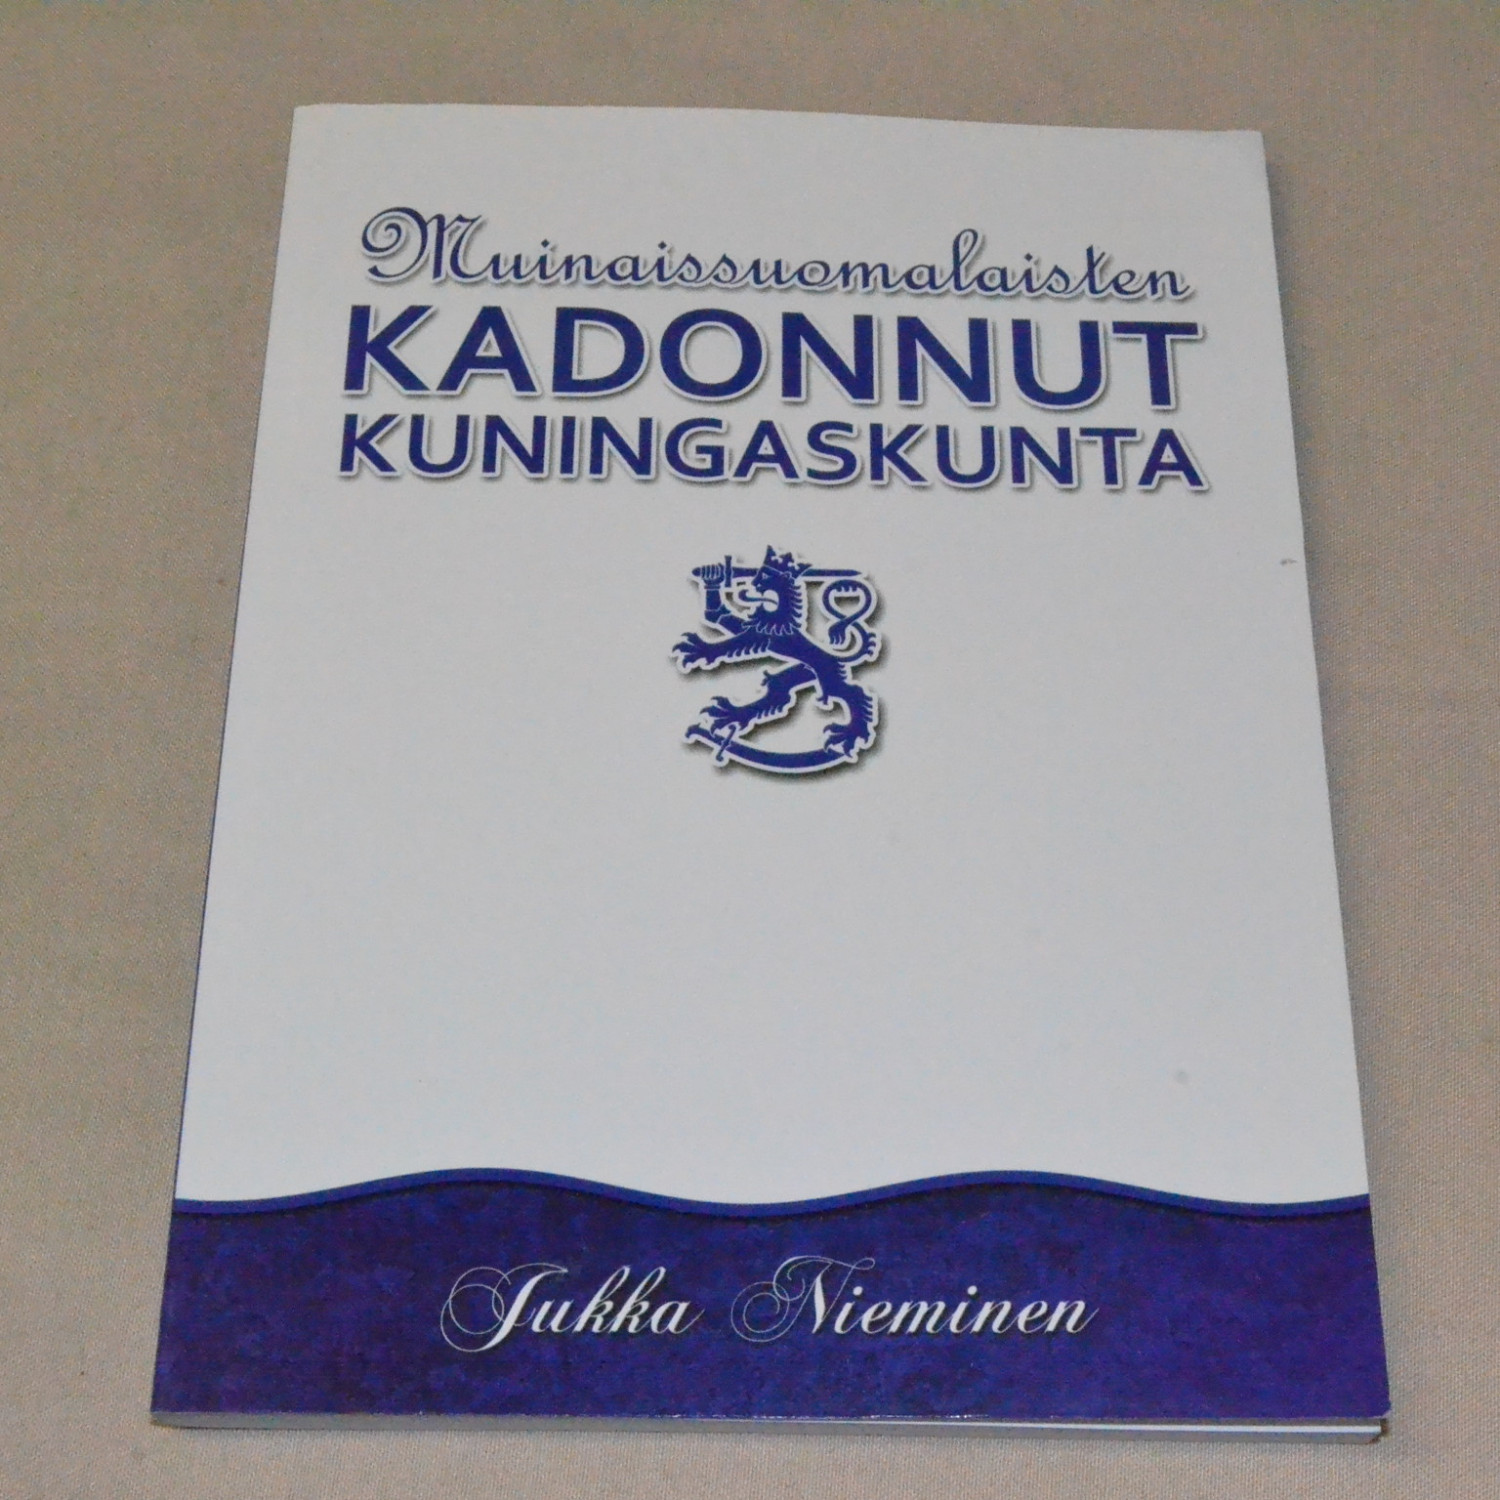 Muinaissuomalaisten
KADONNUT
KUNINGASKUNTA
Jukka Nieminen